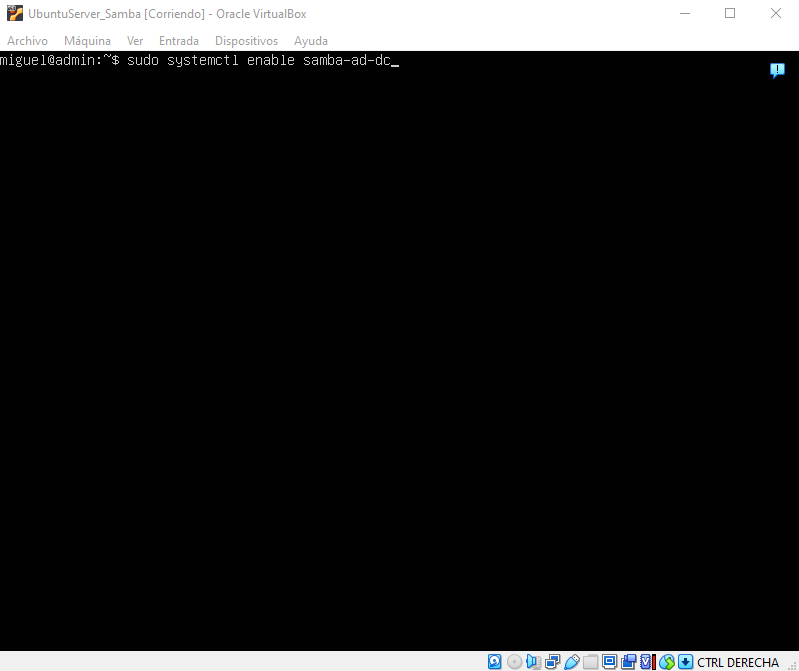 UbuntuServer_Samba [Corriendo] - Oracle VirtualBox
Archivo Máquina Ver Entrada Dispositivos Ayuda
miguel@admin:~$ sudo systemctl enable samba-ad-dc_
CTRL DERECHA